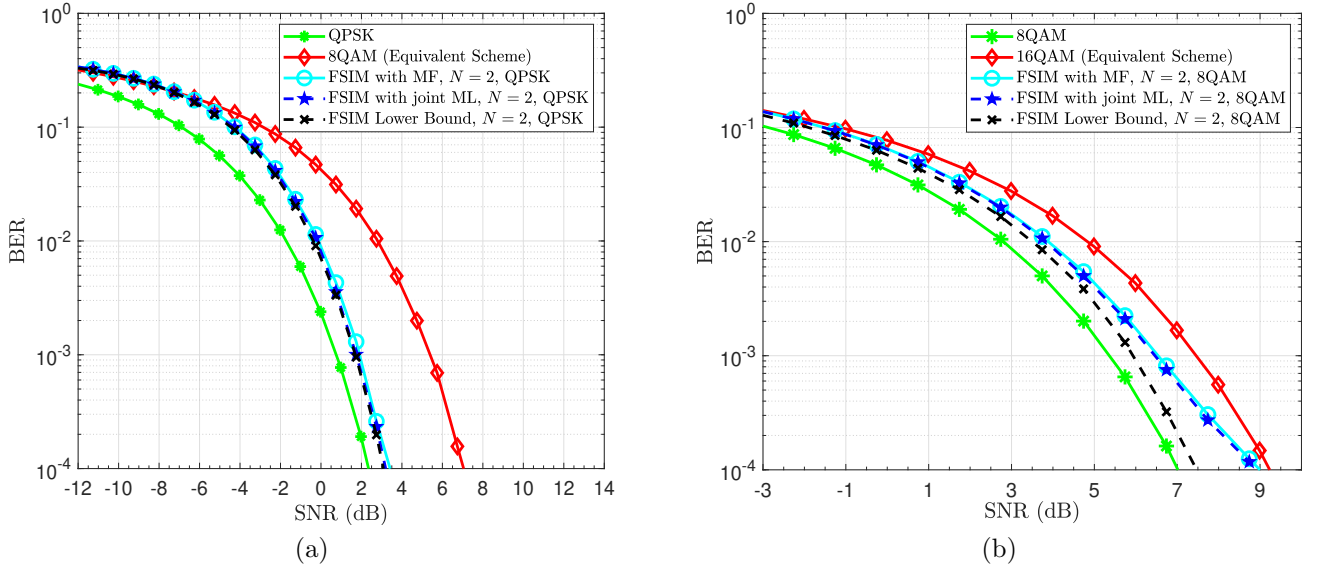 10^0
10^-1
10^-2
10^-3
10^-4
BER
-12 -10 -8 -6 -4 -2 0 2 4 6 8 10 12 14
SNR (dB)
QPSK
8QAM (Equivalent Scheme)
FSIM with MF, N = 2, QPSK
FSIM with joint ML, N = 2, QPSK
FSIM Lower Bound, N = 2, QPSK
(a)
10^0
10^-1
10^-2
10^-3
10^-4
BER
-3 -1 1 3 5 7 9
SNR (dB)
8QAM
16QAM (Equivalent Scheme)
FSIM with MF, N = 2, 8QAM
FSIM with joint ML, N = 2, 8QAM
FSIM Lower Bound, N = 2, 8QAM
(b)